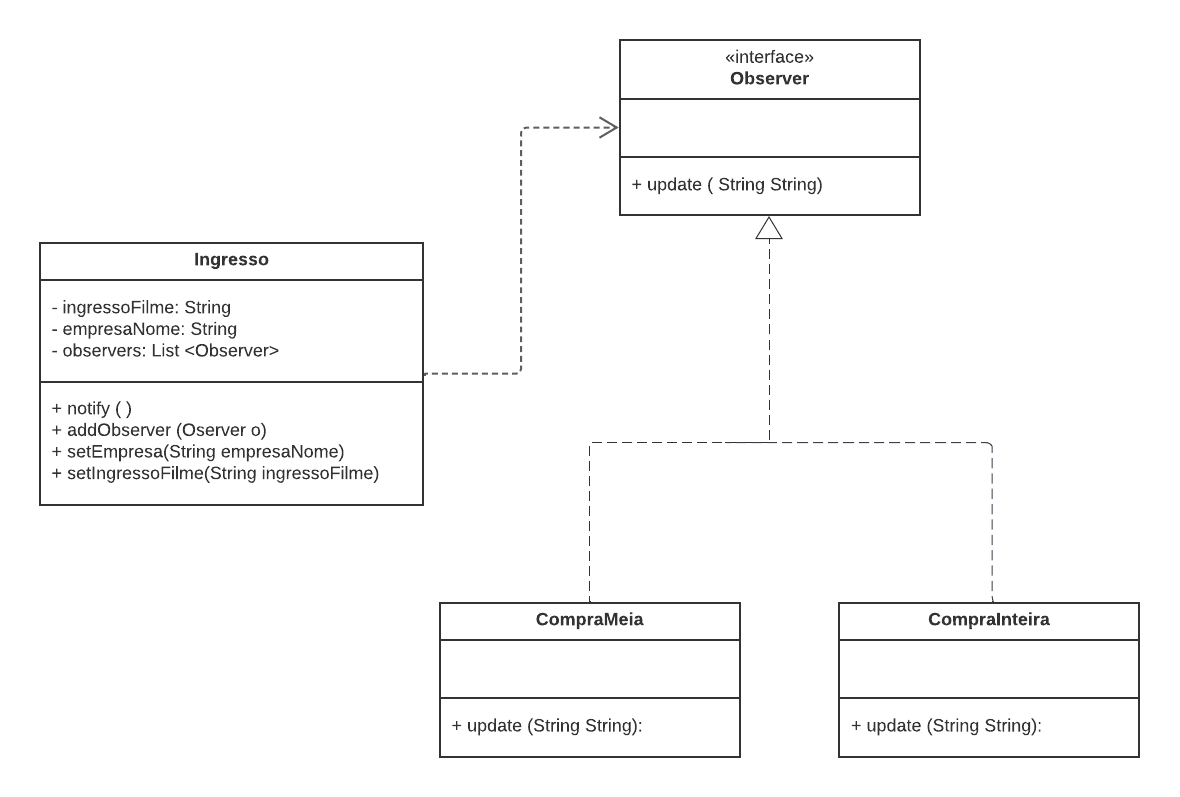 «interface»
Observer
+ update ( String String)
Ingresso
- ingressoFilme: String
- empresaNome: String
- observers: List <Observer>
+ notify ( )
+ addObserver (Oserver o)
+ setEmpresa(String empresaNome)
+ setIngressoFilme(String ingressoFilme)
CompraMeia
+ update (String String):
CompraInteira
+ update (String String):